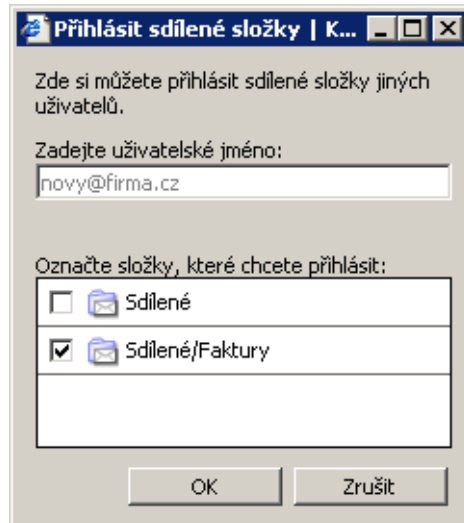 Přihlásit sdílené složky | K...
Zde si můžete přihlásit sdílené složky jiných
uživatelů.
Zadejte uživatelské jméno:
novy@firma.cz
Označte složky, které chcete přihlásit:
Sdílené
Sdílené/Faktury
OK
Zrušit